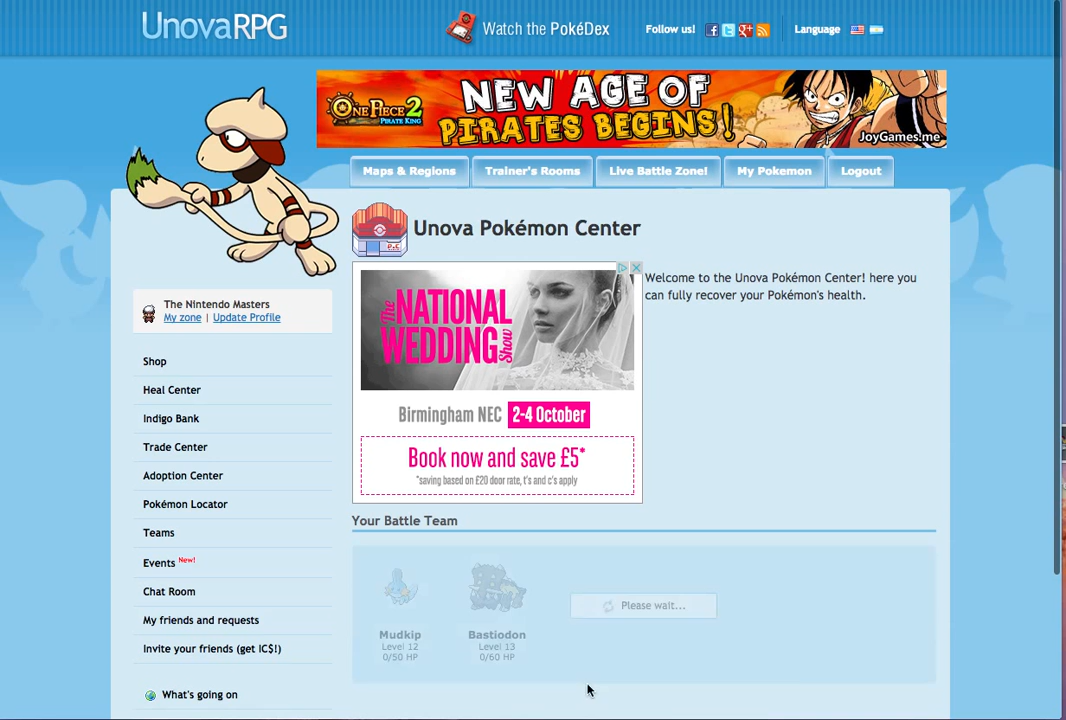 UnovaRPG
Watch the PokéDex
Follow us!
Language
ONE PIECE 2
PIRATE KING
NEW AGE OF
PIRATES BEGINS!
JoyGames.me
Maps & Regions
Trainer's Rooms
Live Battle Zone!
My Pokemon
Logout
P.C
Unova Pokémon Center
The NATIONAL
WEDDING Show
Birmingham NEC 2-4 October
Book now and save £5*
*saving based on £20 door rate, t's and c's apply
Welcome to the Unova Pokémon Center! here you
can fully recover your Pokémon's health.
The Nintendo Masters
My zone | Update Profile
Shop
Heal Center
Indigo Bank
Trade Center
Adoption Center
Pokémon Locator
Teams
Events New!
Chat Room
My friends and requests
Invite your friends (get IC$!)
What's going on
Your Battle Team
Mudkip
Level 12
0/50 HP
Bastiodon
Level 13
0/60 HP
Please wait...